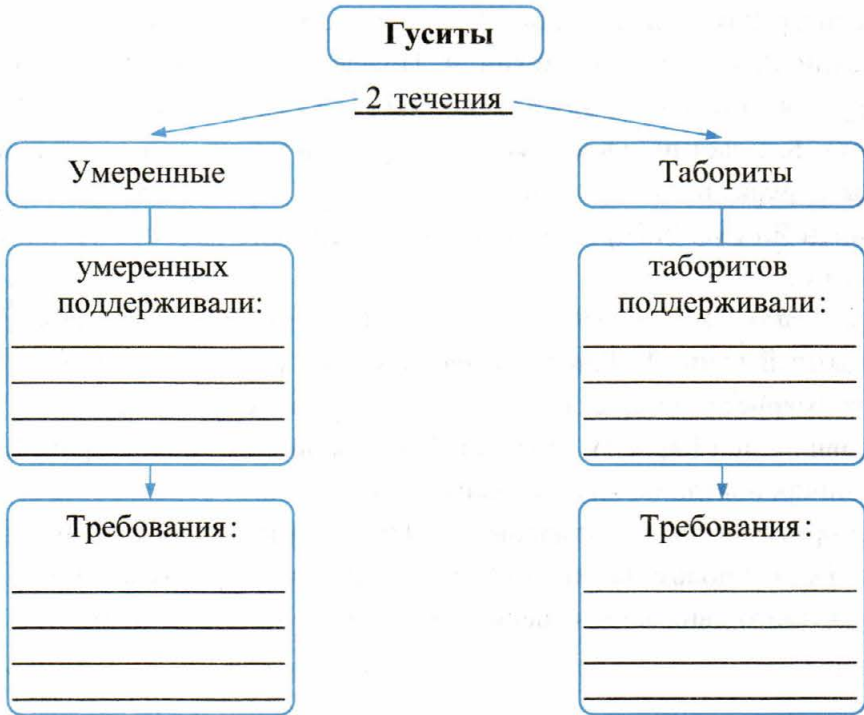 Гуситы
2 течения
Умеренные
Табориты
умеренных
поддерживали:
таборитов
поддерживали:
Требования:
Требования: